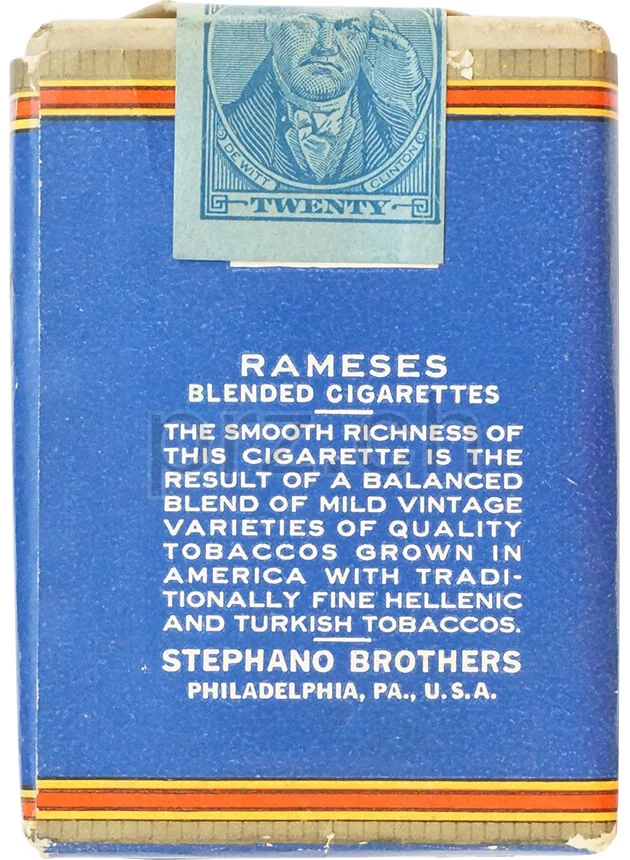 DE WITT CLINTON
TWENTY
RAMESES
BLENDED CIGARETTES
THE SMOOTH RICHNESS OF
THIS CIGARETTE IS THE
RESULT OF A BALANCED
BLEND OF MILD VINTAGE
VARIETIES OF QUALITY
TOBACCOS GROWN IN
AMERICA WITH TRADI-
TIONALLY FINE HELLENIC
AND TURKISH TOBACCOS.
STEPHANO BROTHERS
PHILADELPHIA, PA., U.S.A.
prz.ch